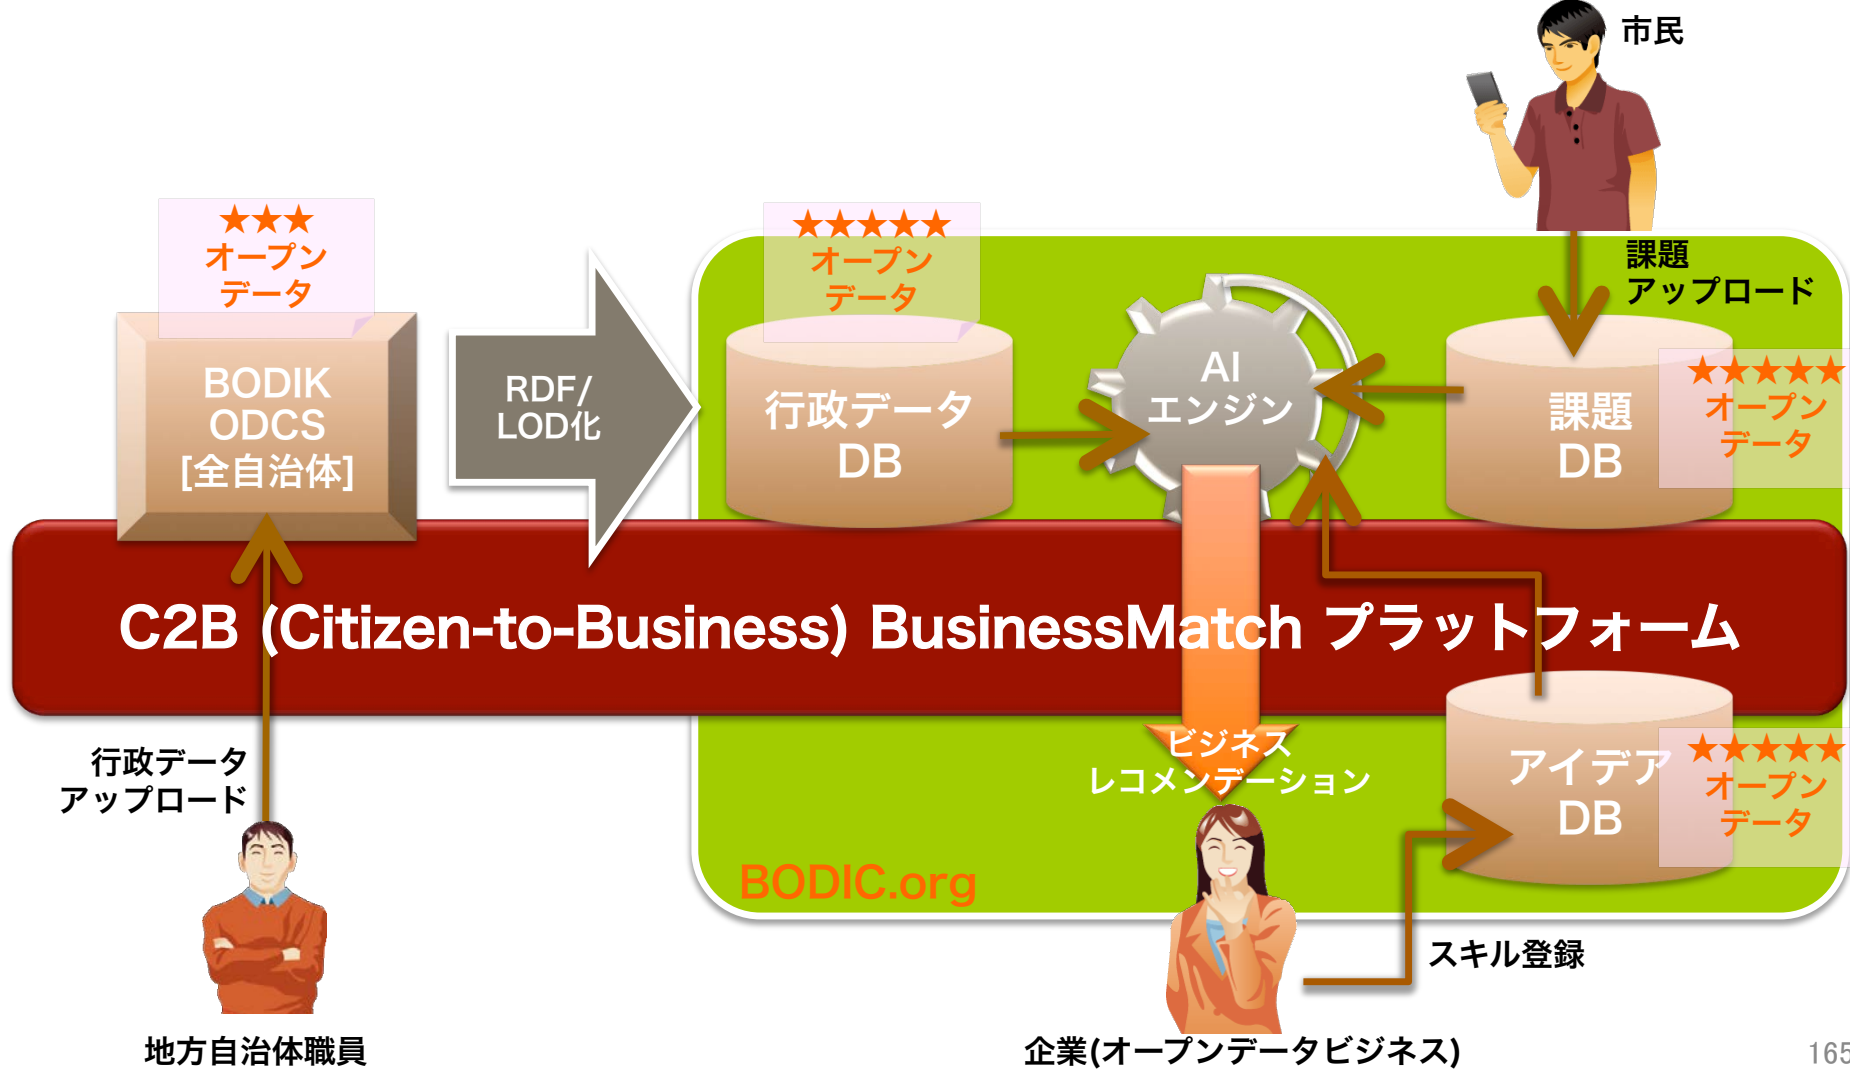 市民
★★★
オープン
データ
★★★★★
オープン
データ
課題
アップロード
BODIK
ODCS
[全自治体]
RDF/
LOD化
行政データ
DB
AI
エンジン
課題
DB
★★★★★
オープン
データ
C2B (Citizen-to-Business) BusinessMatch プラットフォーム
行政データ
アップロード
ビジネス
レコメンデーション
アイデア
DB
★★★★★
オープン
データ
BODIC.org
スキル登録
地方自治体職員
企業(オープンデータビジネス)
165